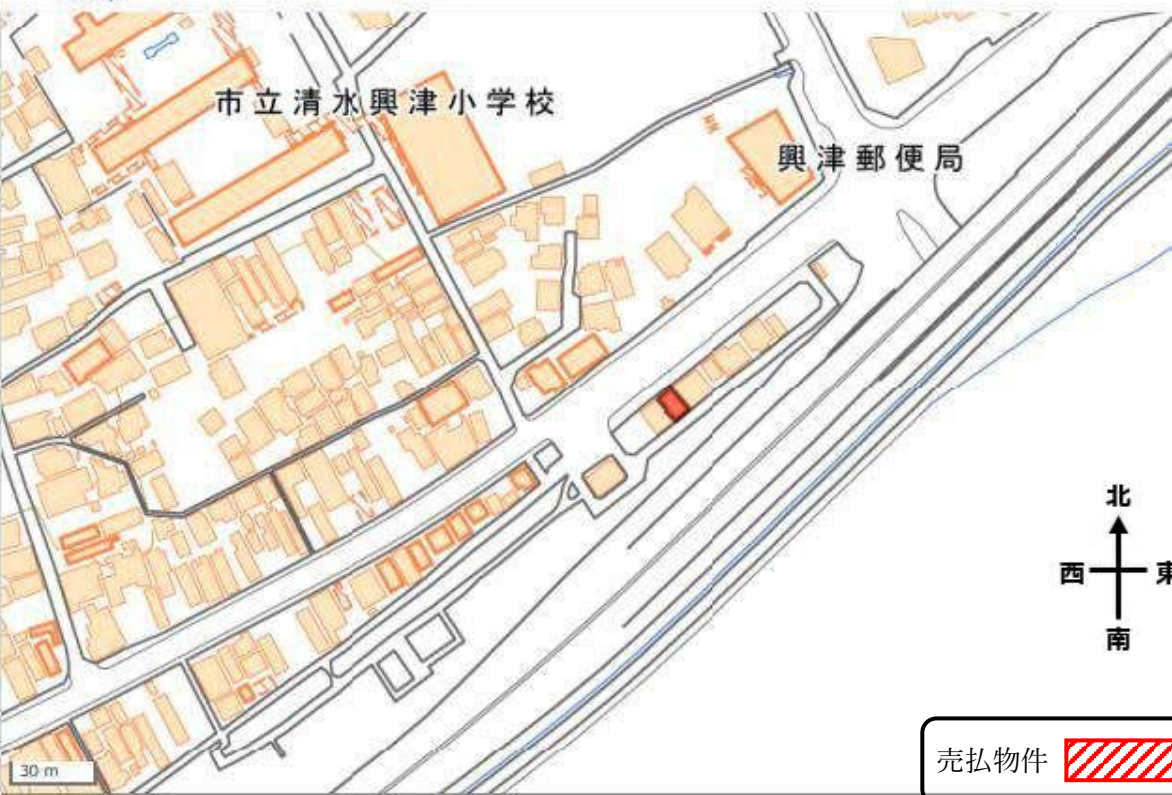 市立清水興津小学校
興津郵便局
北
西 東
南
売払物件
30 m